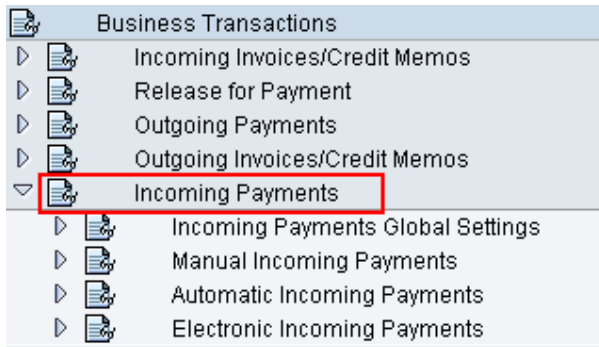 Business Transactions
Incoming Invoices/Credit Memos
Release for Payment
Outgoing Payments
Outgoing Invoices/Credit Memos
Incoming Payments
Incoming Payments Global Settings
Manual Incoming Payments
Automatic Incoming Payments
Electronic Incoming Payments